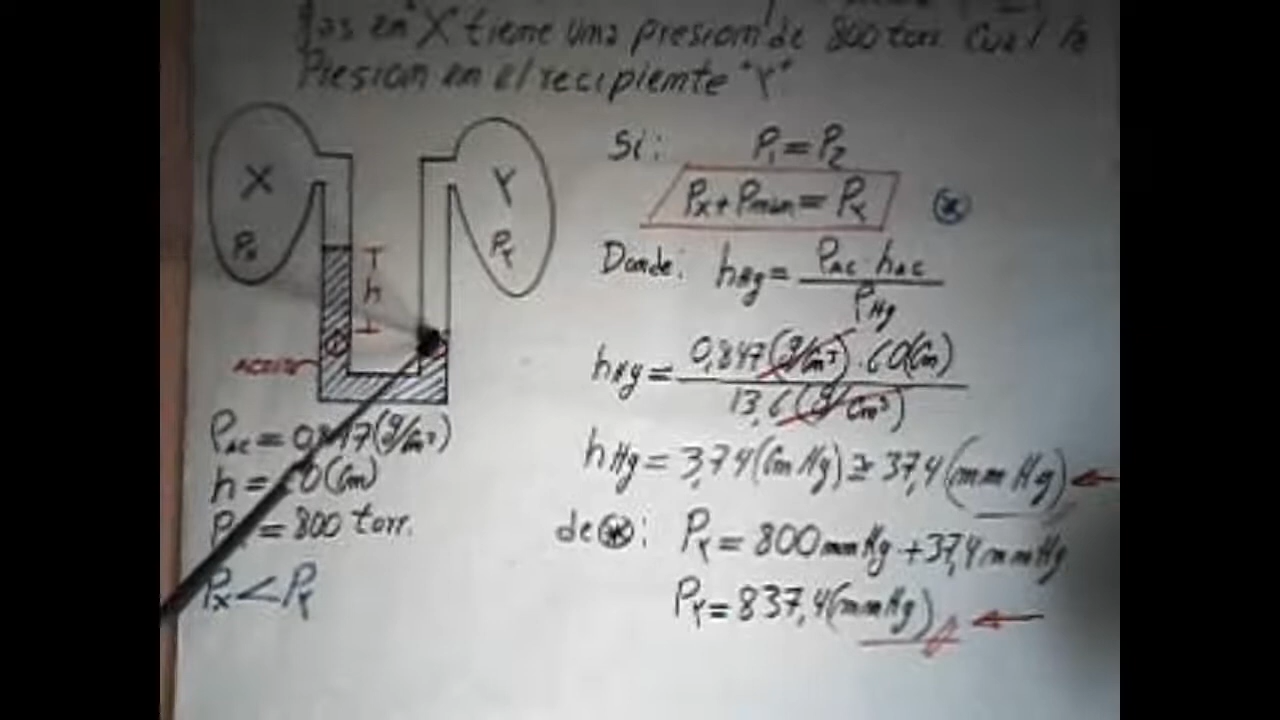 gas en "X" tiene una presion de 800 torr. Cual la
Presion en el recipiente "Y"
X
Px
h
ACEITE
Y
PY
ρAC = 0,847(g/Cm³)
h = 0(Cm)
P = 800 torr.
Px < PY
Si: P1 = P2
Px + Pman = PY (*)
Donde: hHg = ρAC · hAC / ρHg
hHg = 0,847(g/Cm³) · 60(Cm) / 13,6(g/Cm³)
hHg = 3,74(Cm Hg) ≅ 37,4(mm Hg)
de (*): PY = 800 mmHg + 37,4 mmHg
PY = 837,4(mmHg)